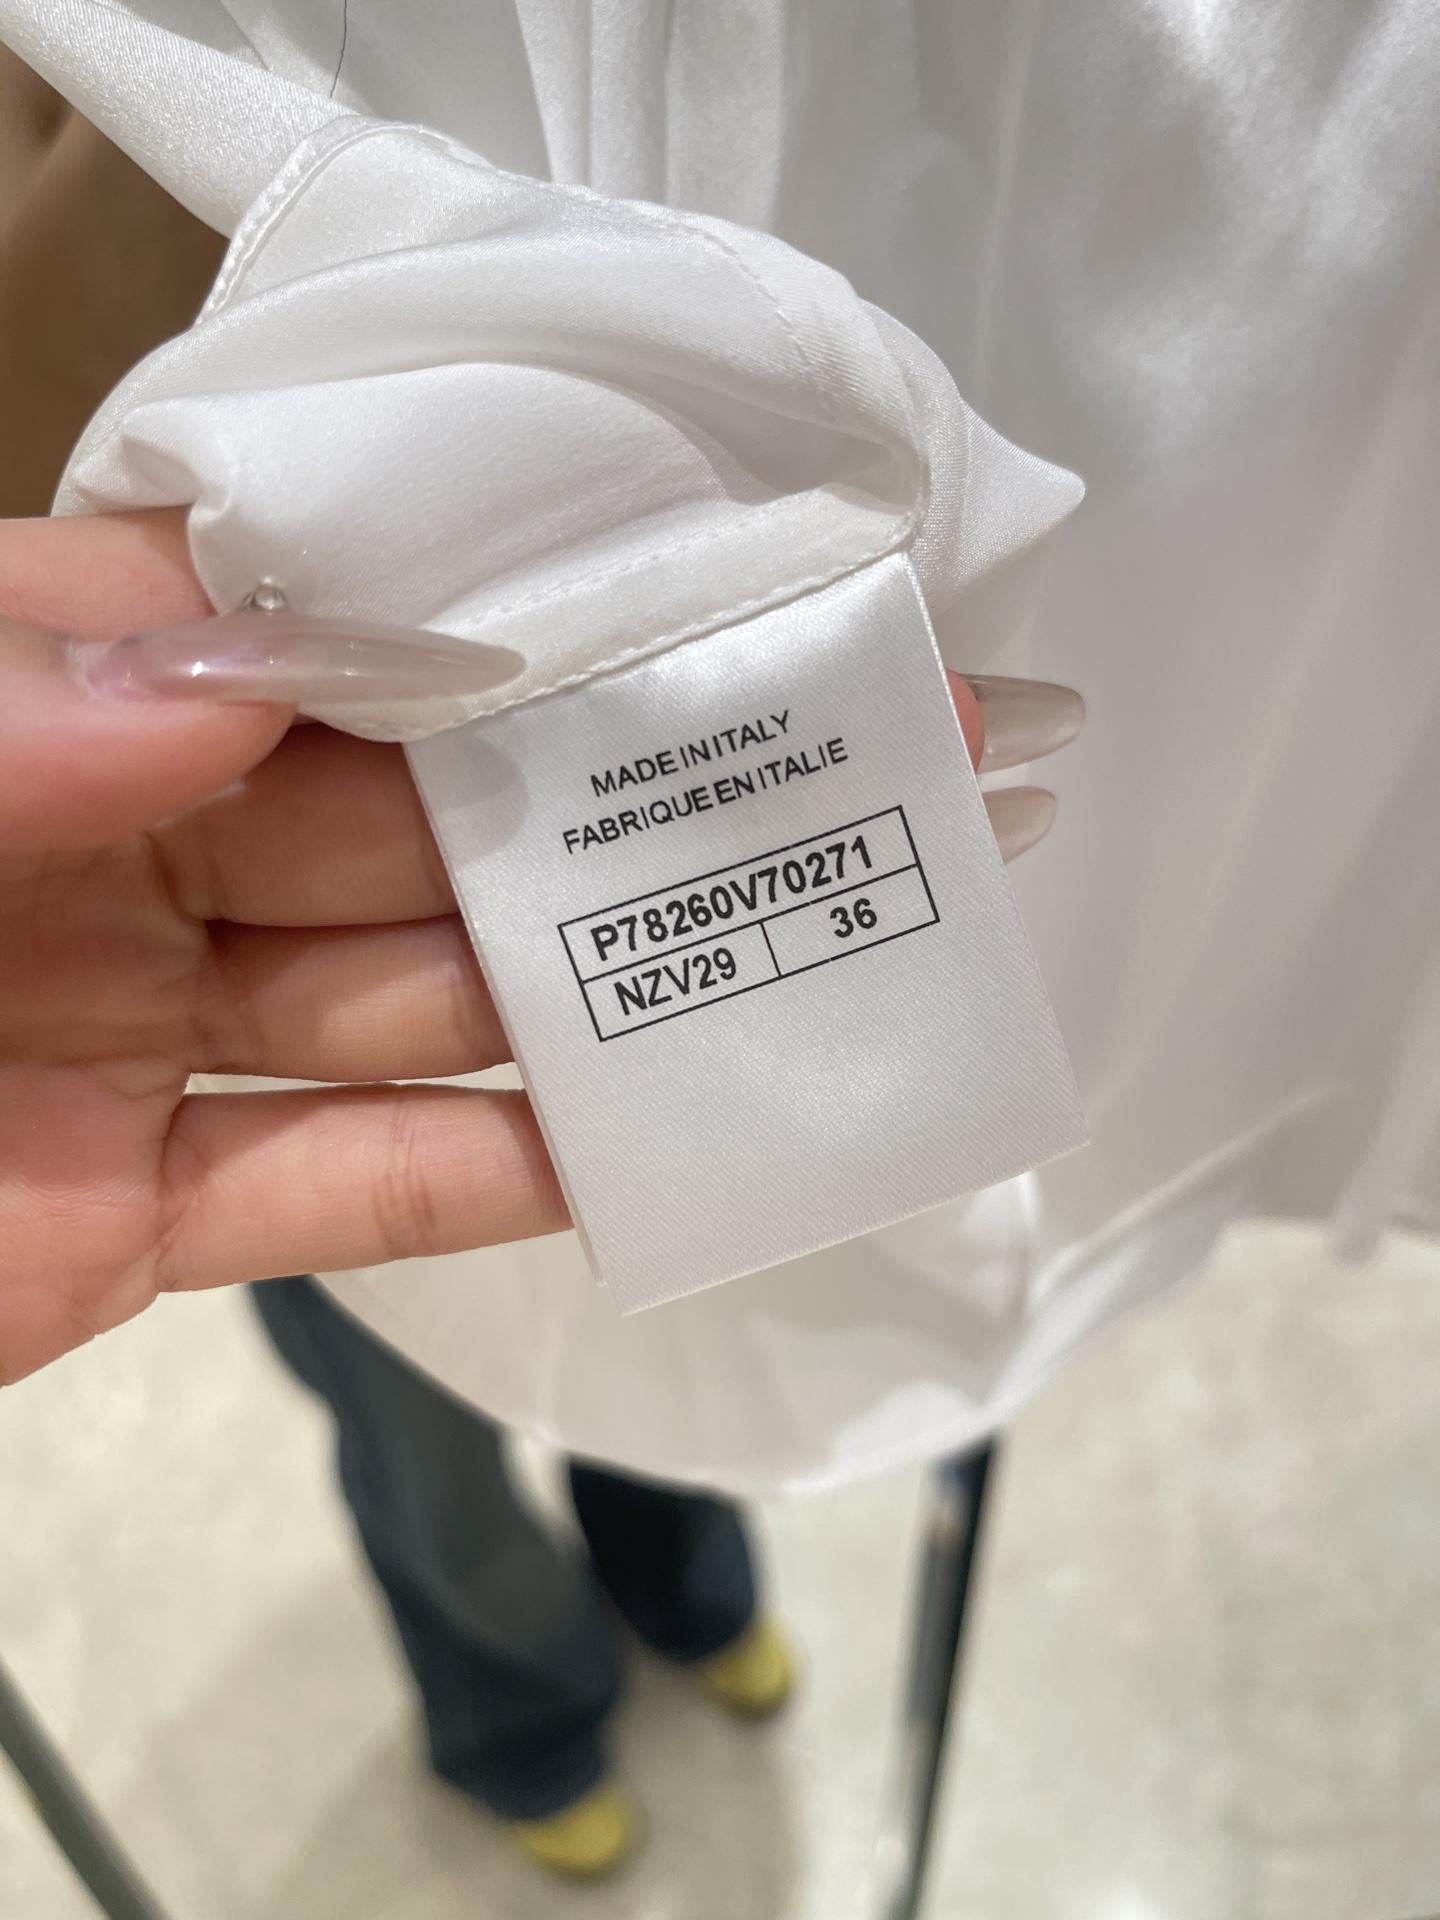 MADE IN ITALY
FABRIQUE EN ITALIE
P78260V70271
NZV29 36